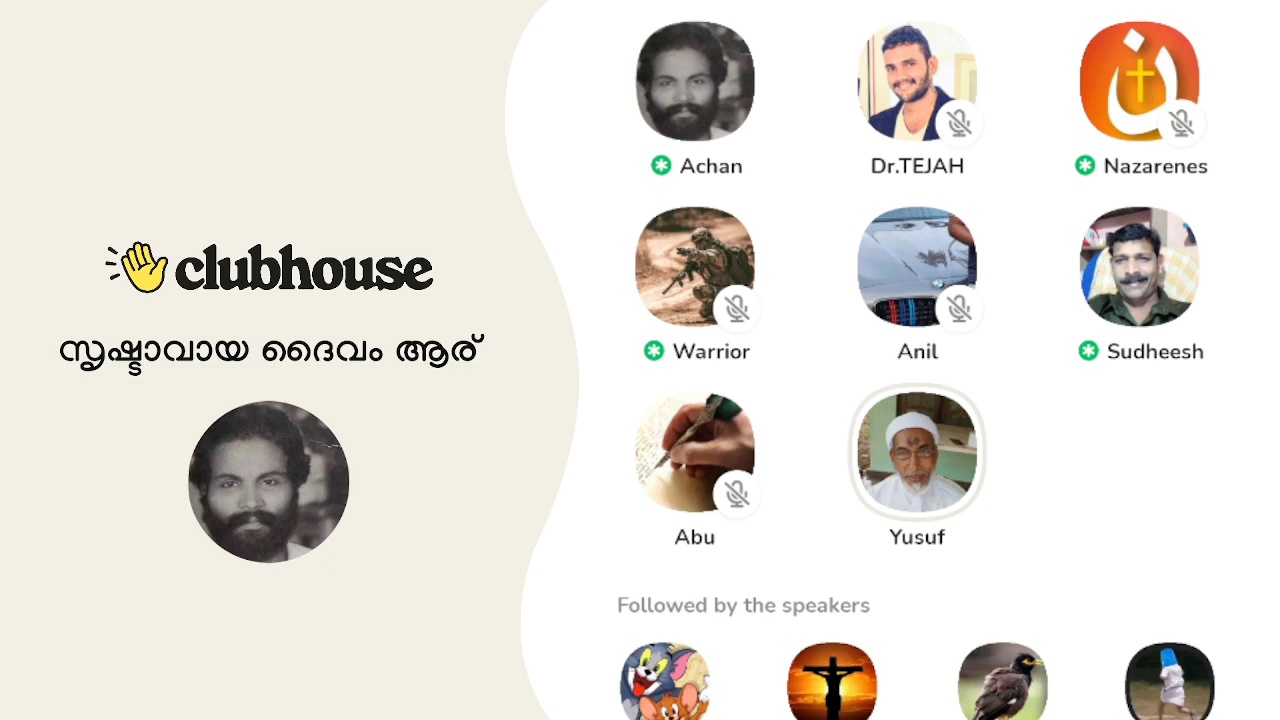 clubhouse
സൃഷ്ടാവായ ദൈവം ആര്
Achan
Dr.TEJAH
Nazarenes
Warrior
Anil
Sudheesh
Abu
Yusuf
Followed by the speakers